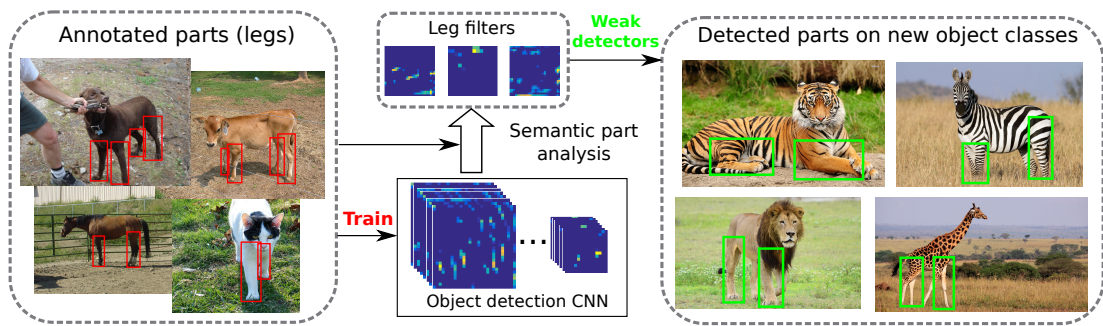 Annotated parts (legs)
Leg filters
Weak
detectors
Detected parts on new object classes
Semantic part
analysis
Train
...
Object detection CNN